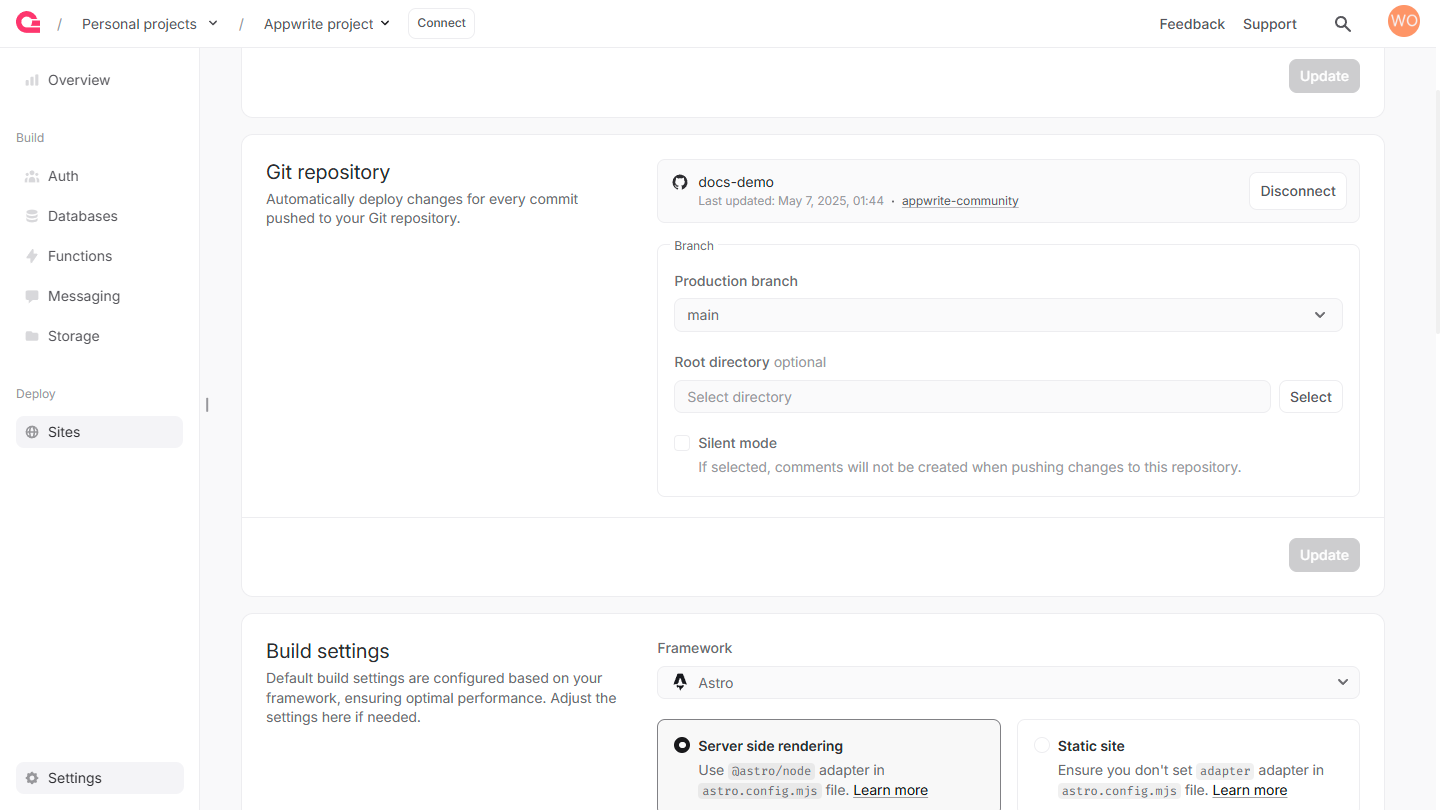 / Personal projects / Appwrite project Connect Feedback Support WO
Overview
Update
Build
Auth
Databases
Functions
Messaging
Storage
Deploy
Sites
Settings
Git repository
Automatically deploy changes for every commit
pushed to your Git repository.
docs-demo
Last updated: May 7, 2025, 01:44 · appwrite-community
Disconnect
Branch
Production branch
main
Root directory optional
Select directory
Select
Silent mode
If selected, comments will not be created when pushing changes to this repository.
Update
Build settings
Default build settings are configured based on your
framework, ensuring optimal performance. Adjust the
settings here if needed.
Framework
Astro
Server side rendering
Use @astro/node adapter in
astro.config.mjs file. Learn more
Static site
Ensure you don't set adapter adapter in
astro.config.mjs file. Learn more